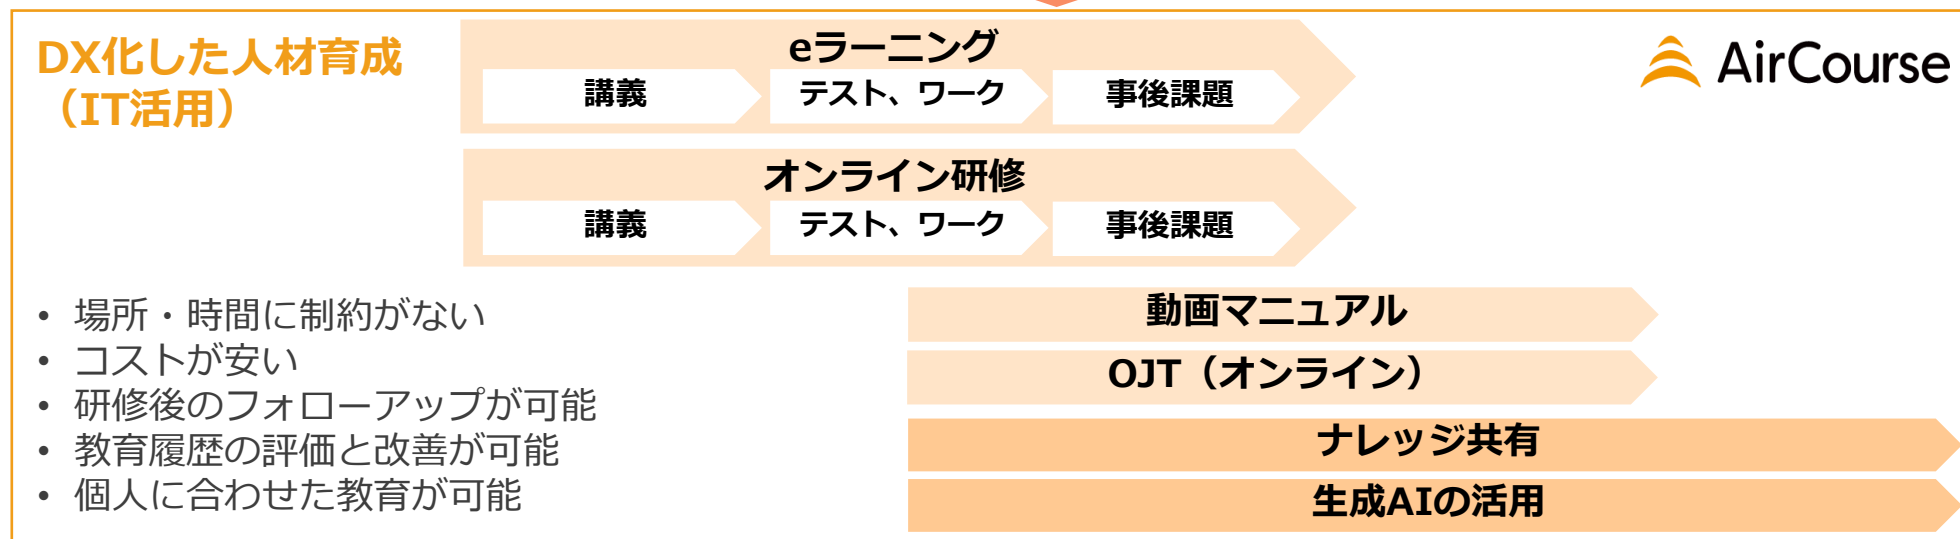 DX化した人材育成
（IT活用）
eラーニング
講義
テスト、ワーク
事後課題
AirCourse
オンライン研修
講義
テスト、ワーク
事後課題
• 場所・時間に制約がない
• コストが安い
• 研修後のフォローアップが可能
• 教育履歴の評価と改善が可能
• 個人に合わせた教育が可能
動画マニュアル
OJT（オンライン）
ナレッジ共有
生成AIの活用